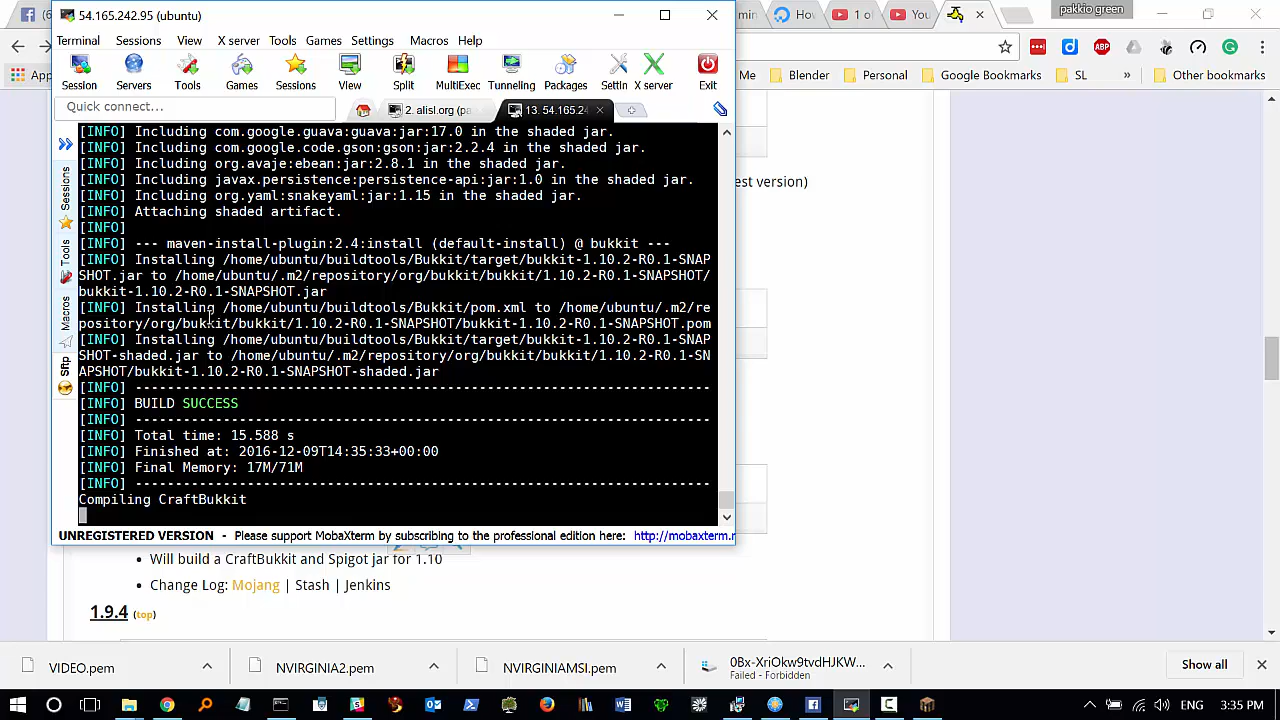 54.165.242.95 (ubuntu)
pakkio green
Terminal Sessions View X server Tools Games Settings Macros Help
Session Servers Tools Games Sessions View Split MultiExec Tunneling Packages Settin X server Exit
Quick connect...
2. alisl.org (pa
13. 54.165.24
Me Blender Personal Google Bookmarks SL » Other bookmarks
[INFO] Including com.google.guava:guava:jar:17.0 in the shaded jar.
[INFO] Including com.google.code.gson:gson:jar:2.2.4 in the shaded jar.
[INFO] Including org.avaje:ebean:jar:2.8.1 in the shaded jar.
[INFO] Including javax.persistence:persistence-api:jar:1.0 in the shaded jar.
[INFO] Including org.yaml:snakeyaml:jar:1.15 in the shaded jar.
[INFO] Attaching shaded artifact.
[INFO]
[INFO] --- maven-install-plugin:2.4:install (default-install) @ bukkit ---
[INFO] Installing /home/ubuntu/buildtools/Bukkit/target/bukkit-1.10.2-R0.1-SNAP
SHOT.jar to /home/ubuntu/.m2/repository/org/bukkit/bukkit/1.10.2-R0.1-SNAPSHOT/
bukkit-1.10.2-R0.1-SNAPSHOT.jar
[INFO] Installing /home/ubuntu/buildtools/Bukkit/pom.xml to /home/ubuntu/.m2/re
pository/org/bukkit/bukkit/1.10.2-R0.1-SNAPSHOT/bukkit-1.10.2-R0.1-SNAPSHOT.pom
[INFO] Installing /home/ubuntu/buildtools/Bukkit/target/bukkit-1.10.2-R0.1-SNAP
SHOT-shaded.jar to /home/ubuntu/.m2/repository/org/bukkit/bukkit/1.10.2-R0.1-SN
APSHOT/bukkit-1.10.2-R0.1-SNAPSHOT-shaded.jar
[INFO] ------------------------------------------------------------------------
[INFO] BUILD SUCCESS
[INFO] ------------------------------------------------------------------------
[INFO] Total time: 15.588 s
[INFO] Finished at: 2016-12-09T14:35:33+00:00
[INFO] Final Memory: 17M/71M
[INFO] ------------------------------------------------------------------------
Compiling CraftBukkit
Sessions
Tools
Macros
Sftp
est version)
UNREGISTERED VERSION - Please support MobaXterm by subscribing to the professional edition here: http://mobaxterm.r
Will build a CraftBukkit and Spigot jar for 1.10
Change Log: Mojang | Stash | Jenkins
1.9.4 (top)
VIDEO.pem
NVIRGINIA2.pem
NVIRGINIAMSI.pem
0Bx-XriOkw9tvdHJKW...
Failed - Forbidden
Show all
ENG 3:35 PM